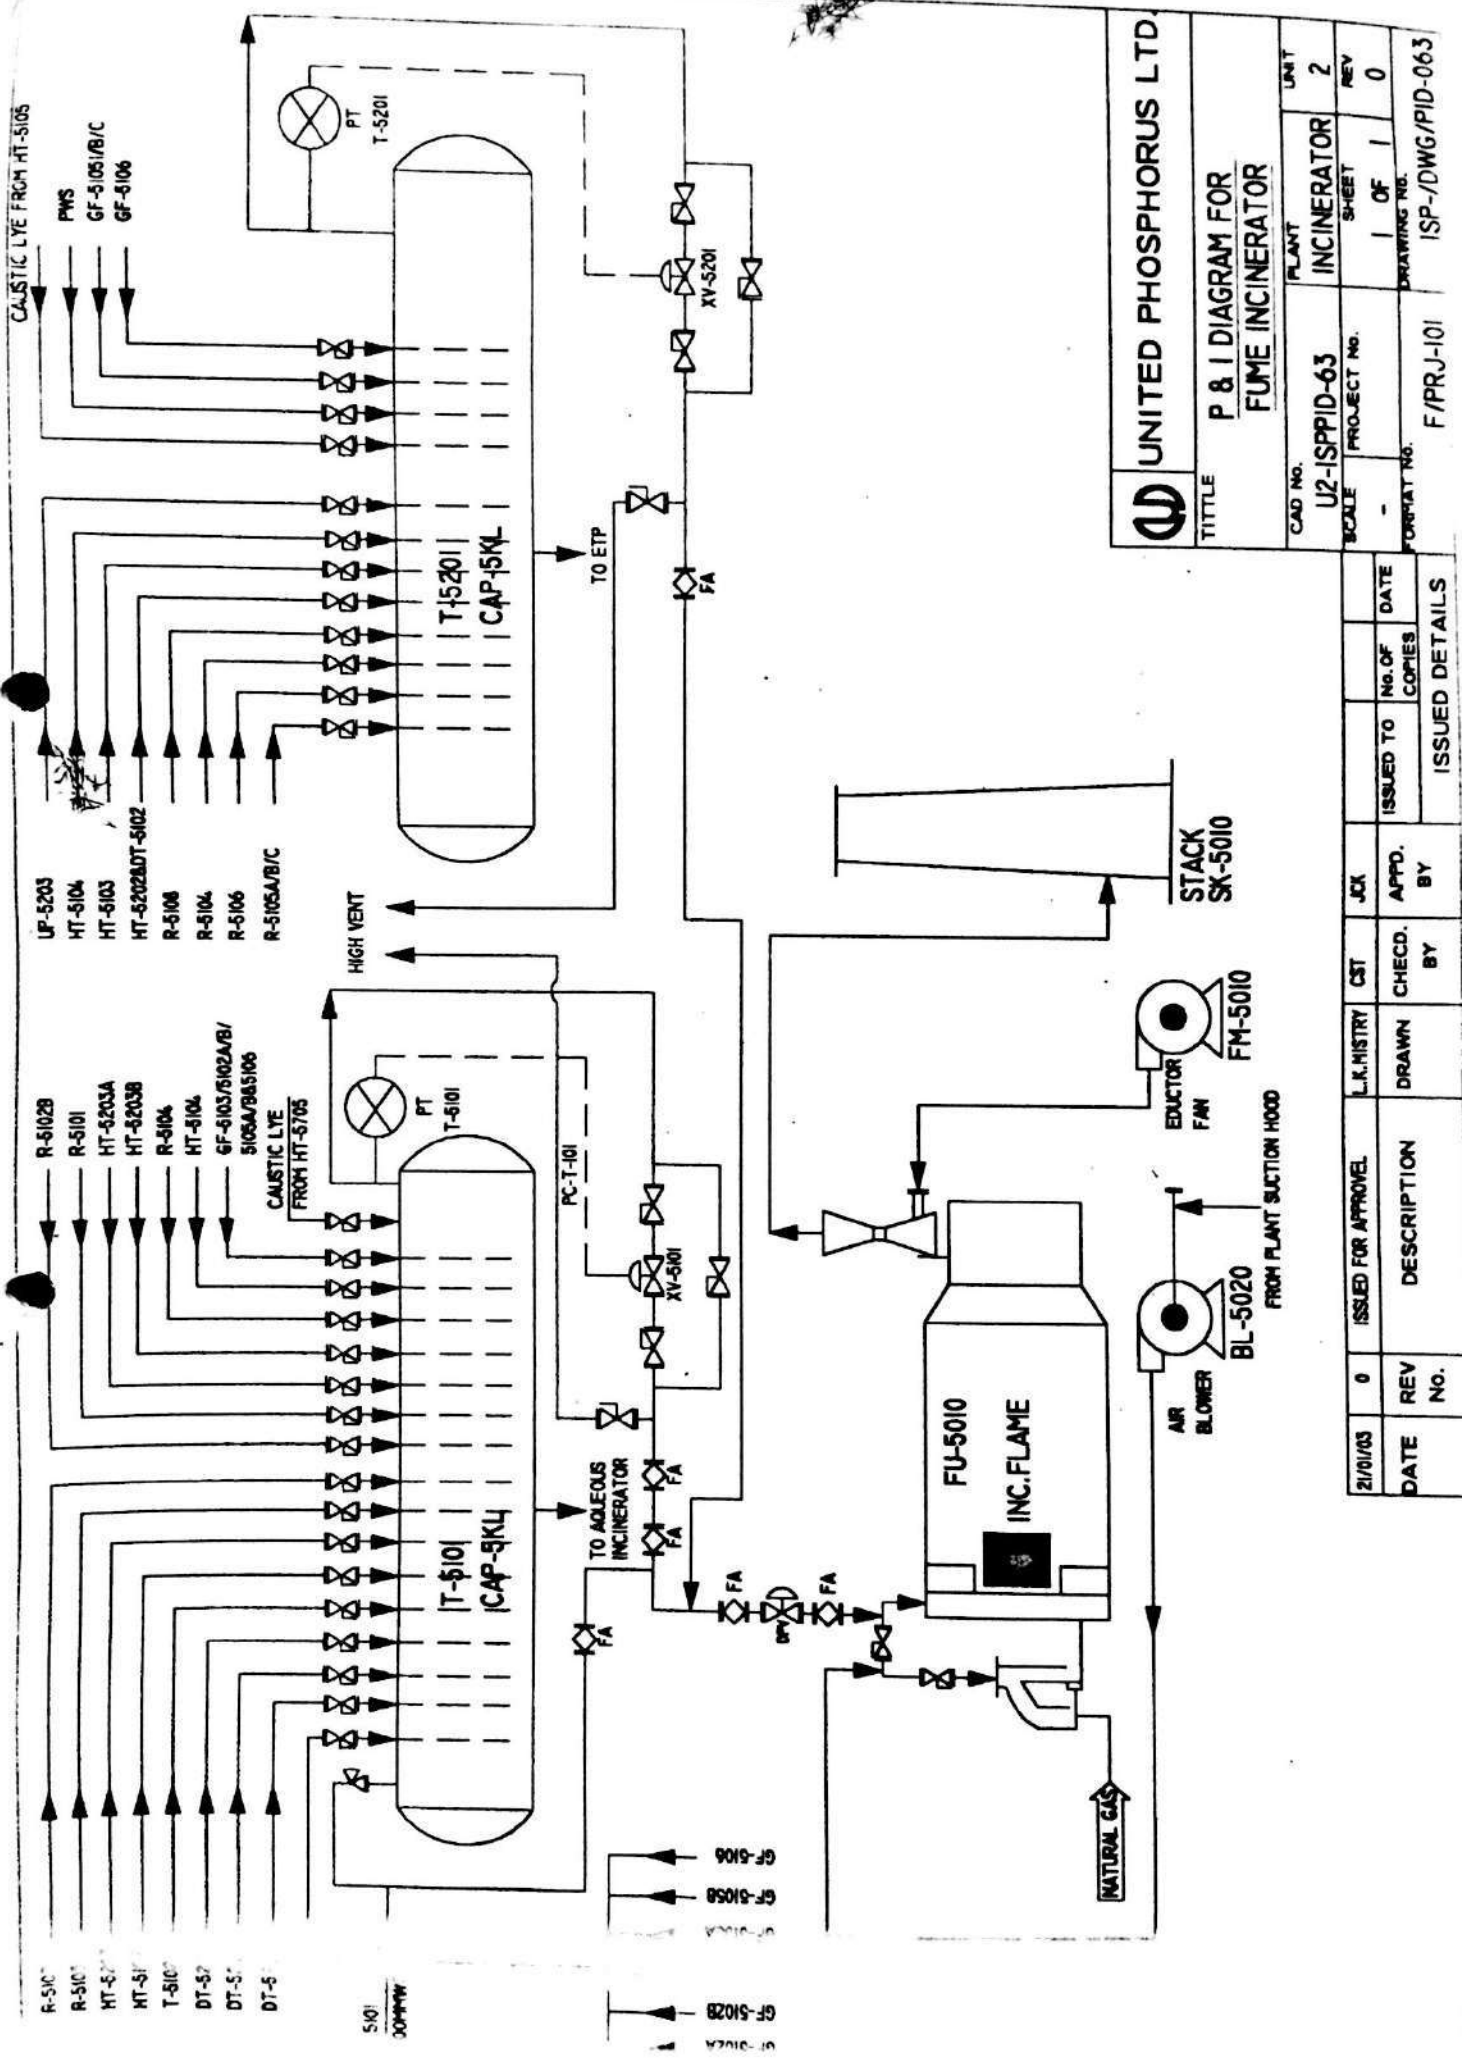 CAUSTIC LYE FROM HT-5105
PWS
GF-5105I/B/C
GF-5106
UP-5203
HT-5104
HT-5103
HT-5202&DT-5102
R-5108
R-5104
R-5106
R-5105A/B/C
PT
T-5201
T-5201
CAP-5KL
TO ETP
XV-5201
FA
HIGH VENT
R-5102B
R-5101
HT-5203A
HT-5203B
R-5104
HT-5104
GF-5103/5102A/B/
5105A/B&5106
CAUSTIC LYE
FROM HT-5705
PT
T-5101
PC-T-101
XV-5101
T-5101
CAP-5KL
TO AQUEOUS
INCINERATOR
FA
FA
FA
FA
DPV
FA
5101
GF-5106
GF-5105B
GF-5102B
STACK
SK-5010
EDUCTOR
FAN
FM-5010
FROM PLANT SUCTION HOOD
BL-5020
AIR
BLOWER
FU-5010
INC.FLAME
NATURAL GAS
UNITED PHOSPHORUS LTD.
TITTLE
P & I DIAGRAM FOR
FUME INCINERATOR
CAD No.
U2-ISPPID-63
PLANT
INCINERATOR
UNIT
2
SCALE
-
PROJECT No.
SHEET
1 OF 1
REV
0
FORMAT No.
F/PRJ-101
DRAWING No.
ISP-/DWG/PID-063
21/01/03 0 ISSUED FOR APPROVEL L.K.MISTRY CST JCK
DATE REV No. DESCRIPTION DRAWN CHECD. BY APPD. BY
ISSUED TO No.OF COPIES DATE
ISSUED DETAILS